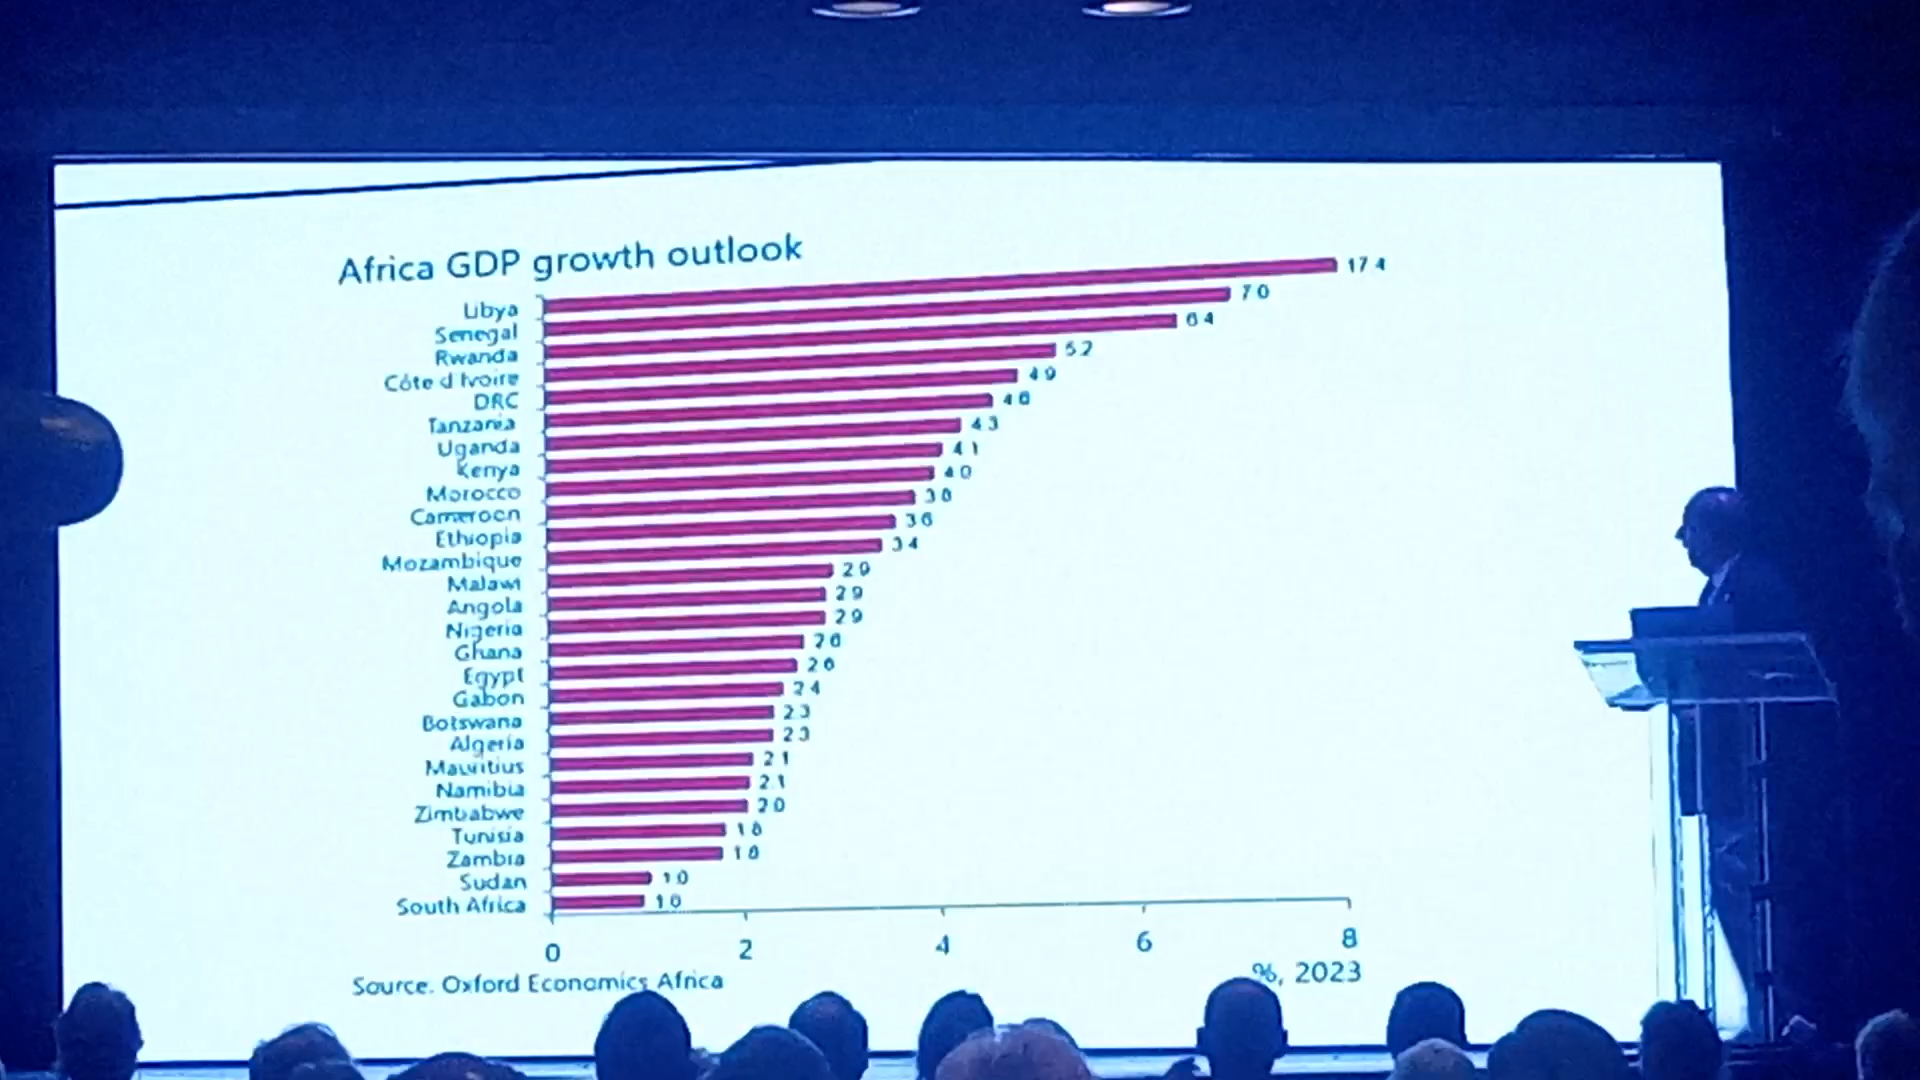 Africa GDP growth outlook
Libya 17.4
Senegal 7.0
Rwanda 6.4
Côte d'Ivoire 5.2
DRC 4.9
Tanzania 4.6
Uganda 4.3
Kenya 4.1
Morocco 4.0
Cameroon 3.8
Ethiopia 3.6
Mozambique 3.4
Malawi 2.9
Angola 2.9
Nigeria 2.9
Ghana
Egypt 2.6
Gabon 2.4
Botswana 2.3
Algeria 2.3
Mauritius 2.1
Namibia 2.1
Zimbabwe 2.0
Tunisia 1.8
Zambia 1.8
Sudan 1.0
South Africa 1.0
0 2 4 6 8
%, 2023
Source: Oxford Economics Africa